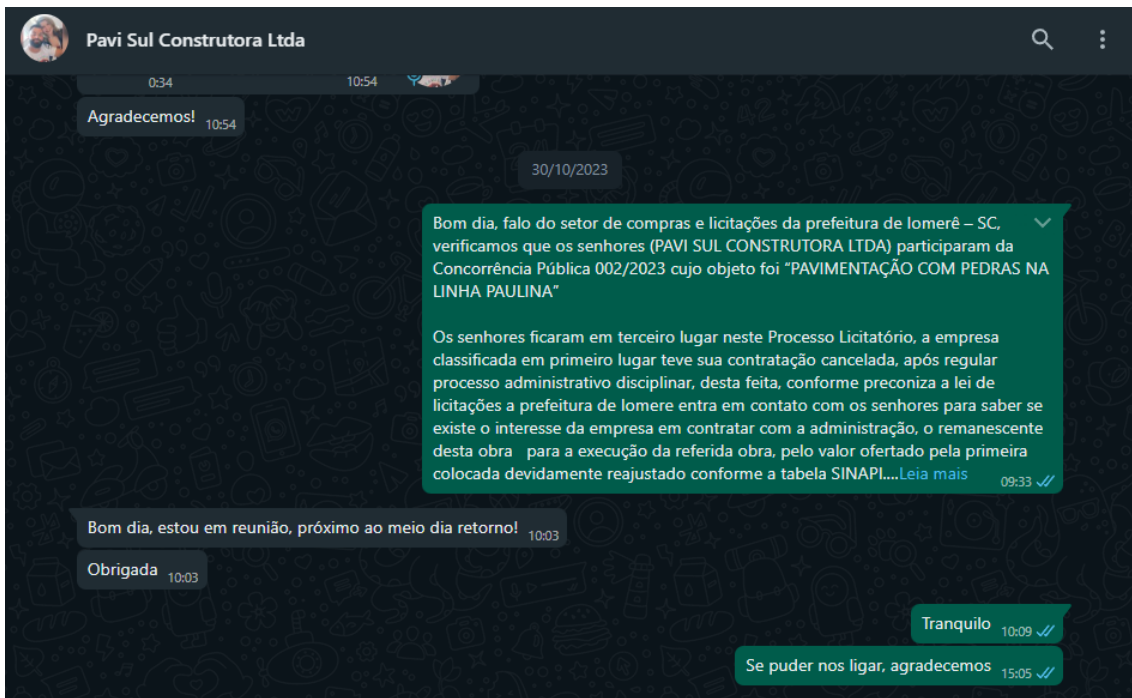 Pavi Sul Construtora Ltda
0:34 10:54
Agradecemos! 10:54
30/10/2023
Bom dia, falo do setor de compras e licitações da prefeitura de Iomerê – SC,
verificamos que os senhores (PAVI SUL CONSTRUTORA LTDA) participaram da
Concorrência Pública 002/2023 cujo objeto foi “PAVIMENTAÇÃO COM PEDRAS NA
LINHA PAULINA”
Os senhores ficaram em terceiro lugar neste Processo Licitatório, a empresa
classificada em primeiro lugar teve sua contratação cancelada, após regular
processo administrativo disciplinar, desta feita, conforme preconiza a lei de
licitações a prefeitura de Iomere entra em contato com os senhores para saber se
existe o interesse da empresa em contratar com a administração, o remanescente
desta obra para a execução da referida obra, pelo valor ofertado pela primeira
colocada devidamente reajustado conforme a tabela SINAPI....Leia mais 09:33
Bom dia, estou em reunião, próximo ao meio dia retorno! 10:03
Obrigada 10:03
Tranquilo 10:09
Se puder nos ligar, agradecemos 15:05